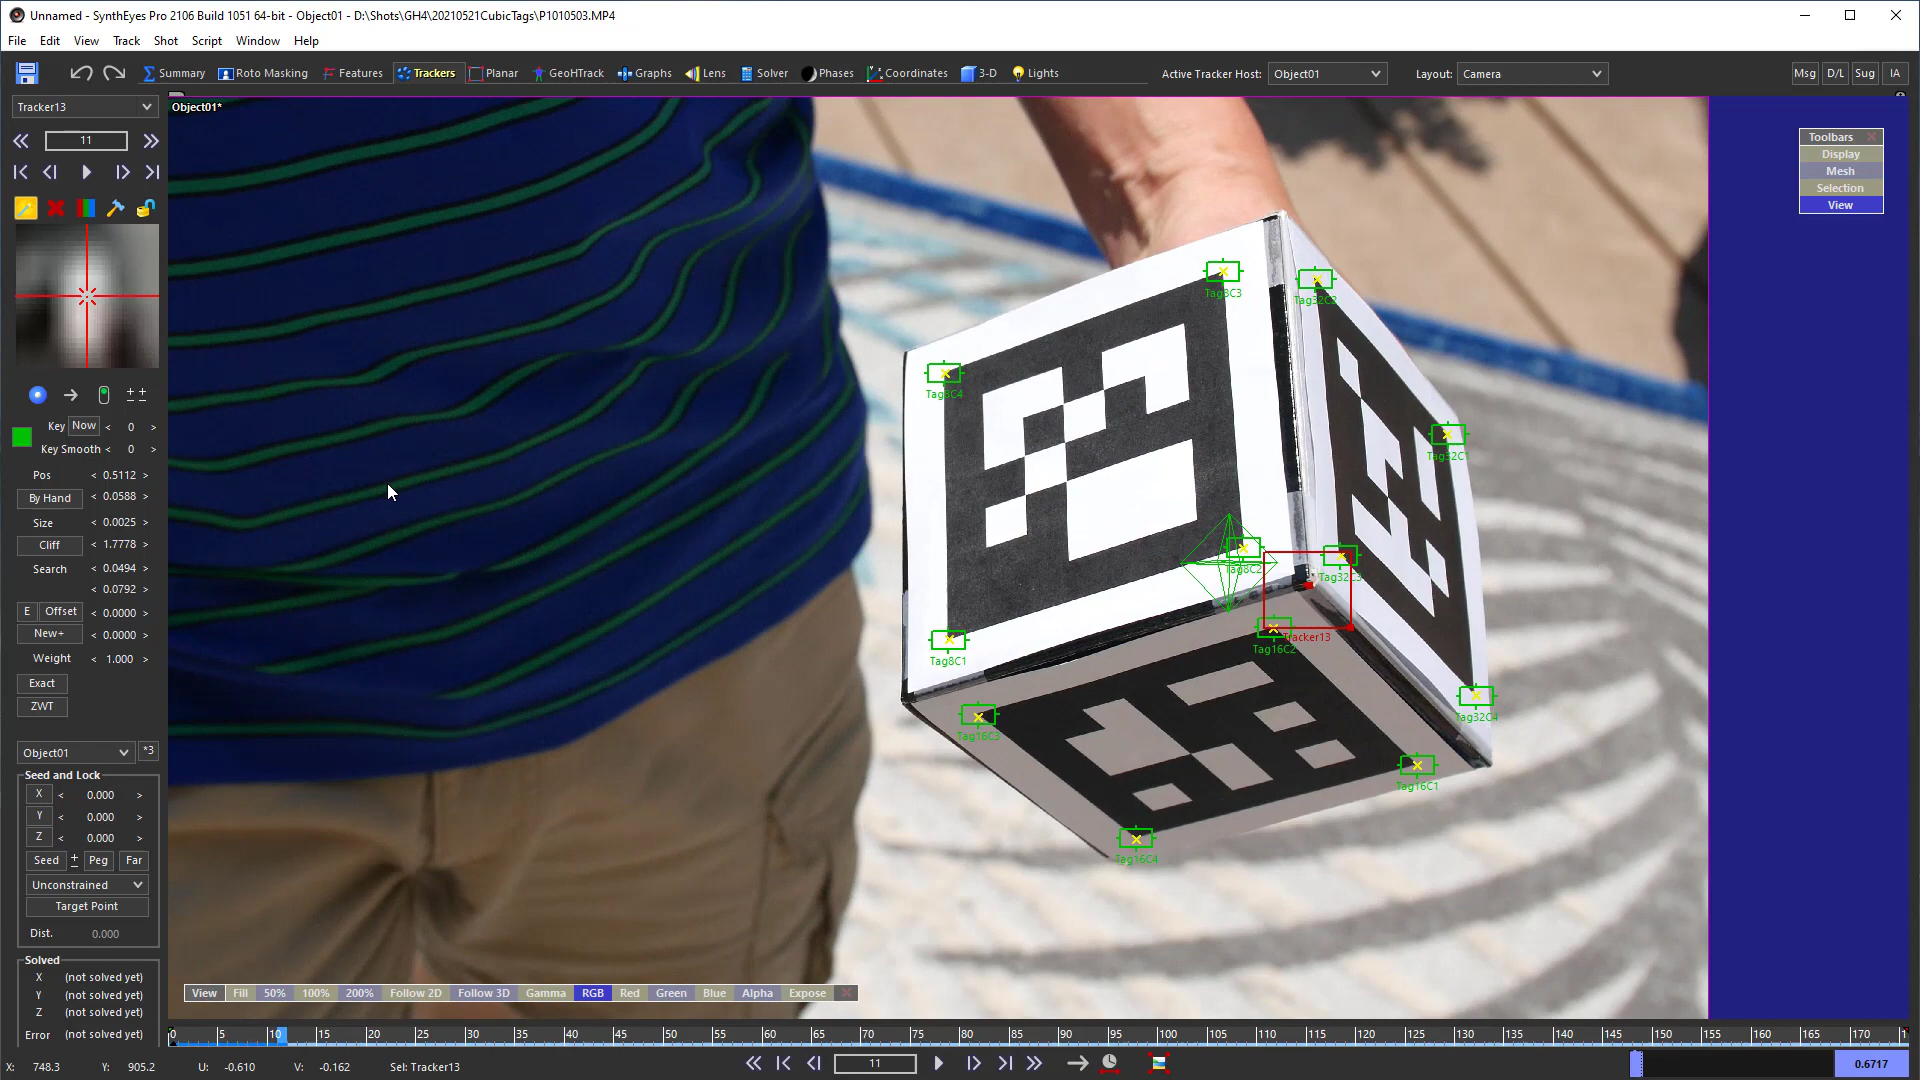 Unnamed - SynthEyes Pro 2106 Build 1051 64-bit - Object01 - D:\Shots\GH4\20210521CubicTags\P1010503.MP4
File Edit View Track Shot Script Window Help
Summary Roto Masking Features Trackers Planar GeoHTrack Graphs Lens Solver Phases Coordinates 3-D Lights Active Tracker Host: Object01 Layout: Camera Msg D/L Sug IA
Tracker13
Object01*
11
Toolbars
Display
Mesh
Selection
View
Tag8C3
Tag32C2
Tag8C4
Tag32C1
Tag8C2
Tag32C3
Tracker13
Tag16C2
Tag8C1
Tag32C4
Tag16C3
Tag16C1
Tag16C4
Key Now < 0 >
Key Smooth < 0 >
Pos < 0.5112 >
By Hand < 0.0588 >
Size < 0.0025 >
Cliff < 1.7778 >
Search < 0.0494 >
< 0.0792 >
E Offset < 0.0000 >
New+ < 0.0000 >
Weight < 1.000 >
Exact
ZWT
Object01 *3
Seed and Lock
X < 0.000 >
Y < 0.000 >
Z < 0.000 >
Seed Peg Far
Unconstrained
Target Point
Dist. 0.000
Solved
X (not solved yet)
Y (not solved yet)
Z (not solved yet)
Error (not solved yet)
View Fill 50% 100% 200% Follow 2D Follow 3D Gamma RGB Red Green Blue Alpha Expose
0 5 10 15 20 25 30 35 40 45 50 55 60 65 70 75 80 85 90 95 100 105 110 115 120 125 130 135 140 145 150 155 160 165 170
X: 748.3 Y: 905.2 U: -0.610 V: -0.162 Sel: Tracker13 11 0.6717